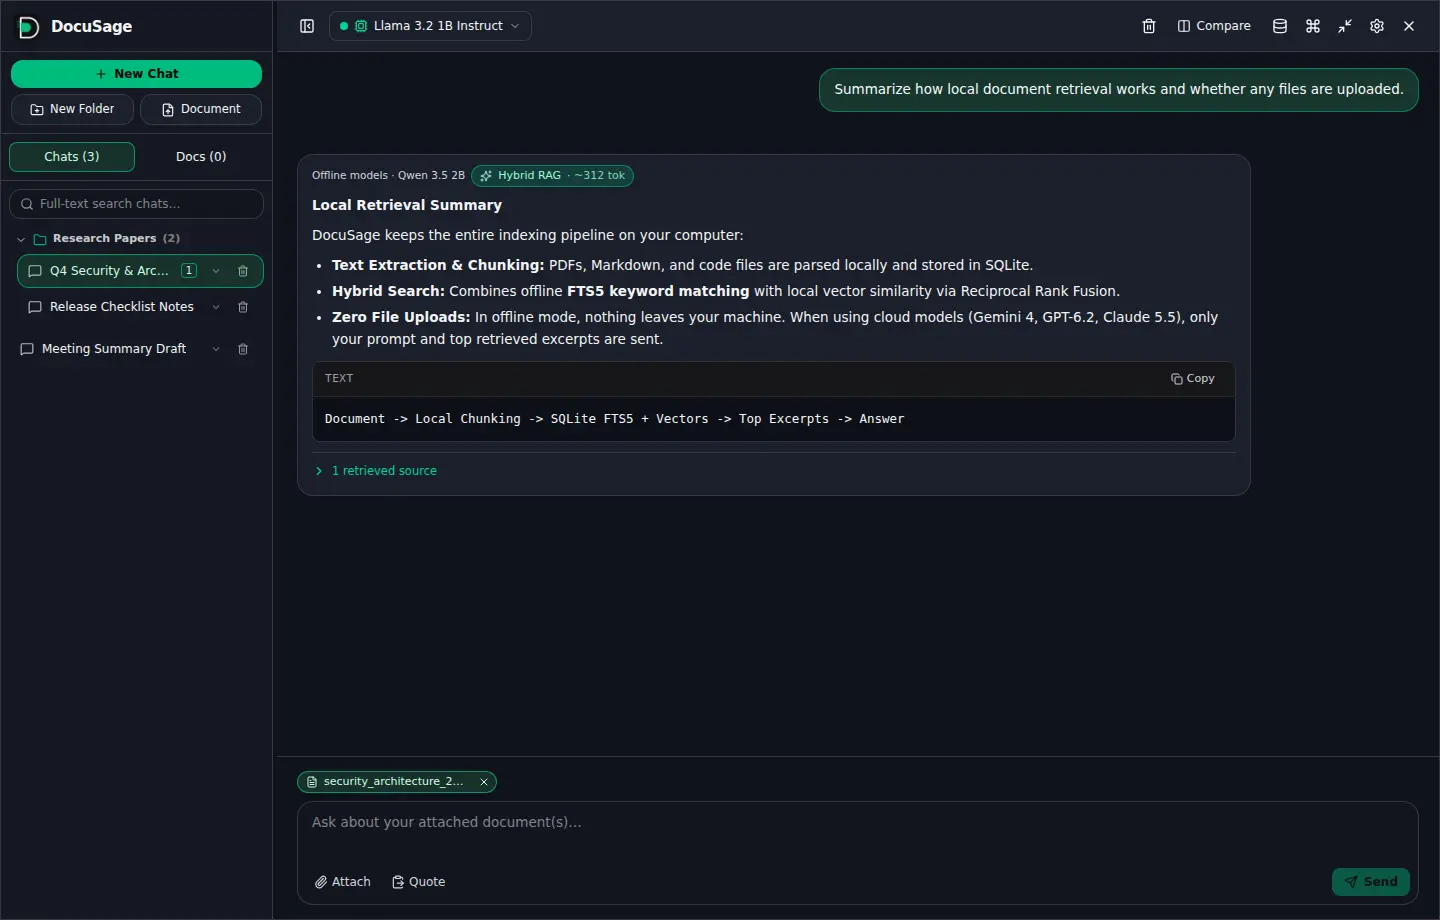 DocuSage
New Chat
New Folder
Document
Chats (3)
Docs (0)
Full-text search chats...
Research Papers (2)
Q4 Security & Arc... 1
Release Checklist Notes
Meeting Summary Draft
Llama 3.2 1B Instruct
Compare
Summarize how local document retrieval works and whether any files are uploaded.
Offline models · Qwen 3.5 2B Hybrid RAG · ~312 tok
Local Retrieval Summary
DocuSage keeps the entire indexing pipeline on your computer:
• Text Extraction & Chunking: PDFs, Markdown, and code files are parsed locally and stored in SQLite.
• Hybrid Search: Combines offline FTS5 keyword matching with local vector similarity via Reciprocal Rank Fusion.
• Zero File Uploads: In offline mode, nothing leaves your machine. When using cloud models (Gemini 4, GPT-6.2, Claude 5.5), only
your prompt and top retrieved excerpts are sent.
TEXT
Copy
Document -> Local Chunking -> SQLite FTS5 + Vectors -> Top Excerpts -> Answer
1 retrieved source
security_architecture_2...
Ask about your attached document(s)...
Attach
Quote
Send